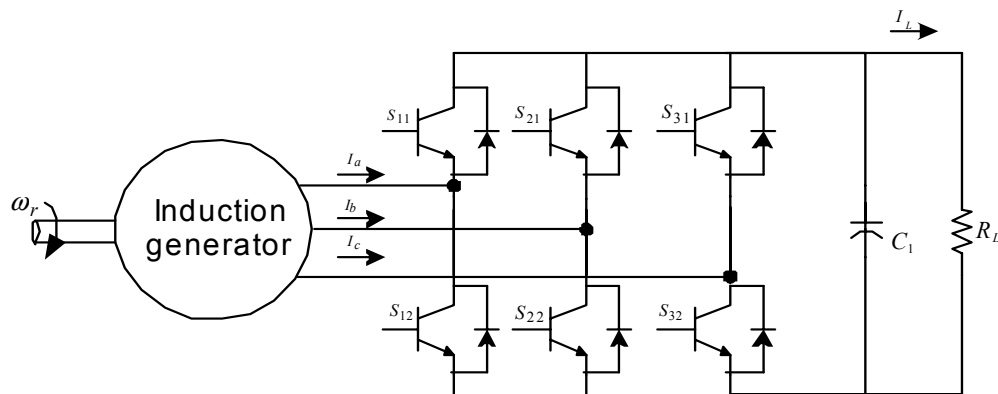 I_L
S_11
S_21
S_31
I_a
ω_r
Induction
generator
I_b
I_c
C_1
R_L
S_12
S_22
S_32